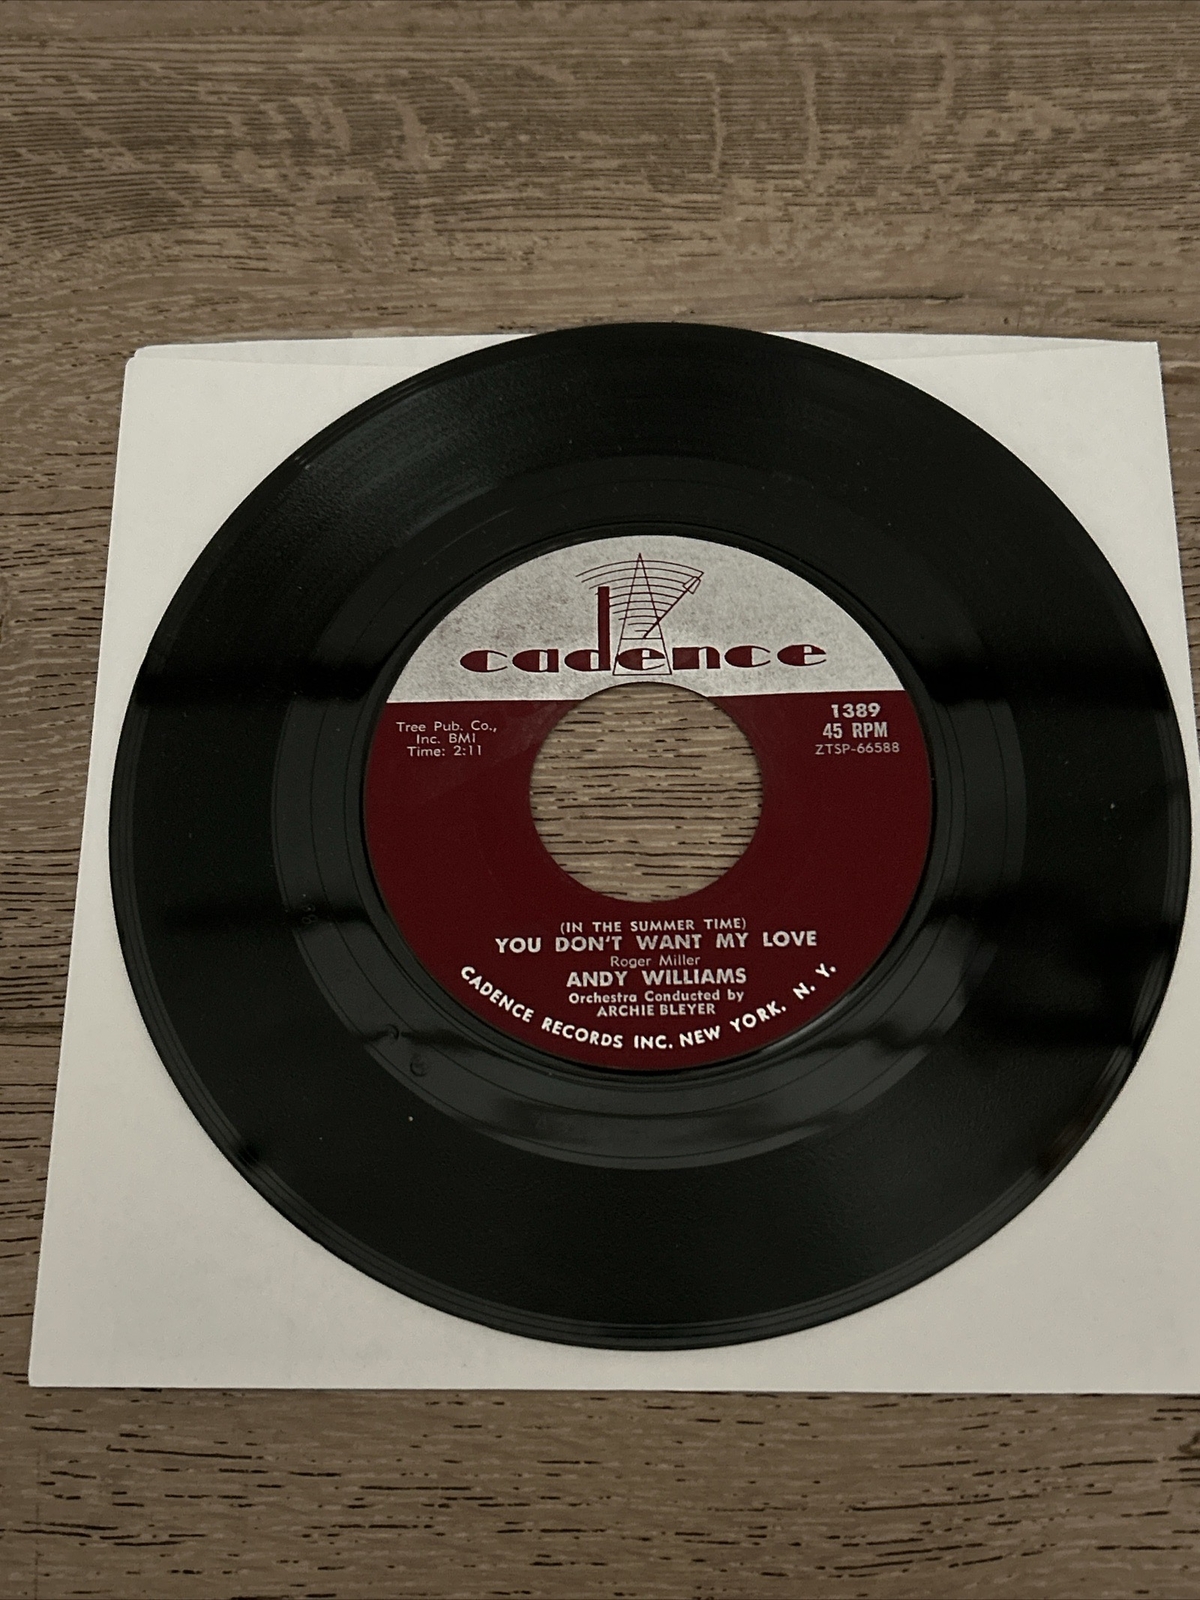 cadence
Tree Pub. Co.,
Inc. BMI
Time: 2:11
1389
45 RPM
ZTSP-66588
(IN THE SUMMER TIME)
YOU DON'T WANT MY LOVE
Roger Miller
ANDY WILLIAMS
Orchestra Conducted by
ARCHIE BLEYER
CADENCE RECORDS INC. NEW YORK. N. Y.